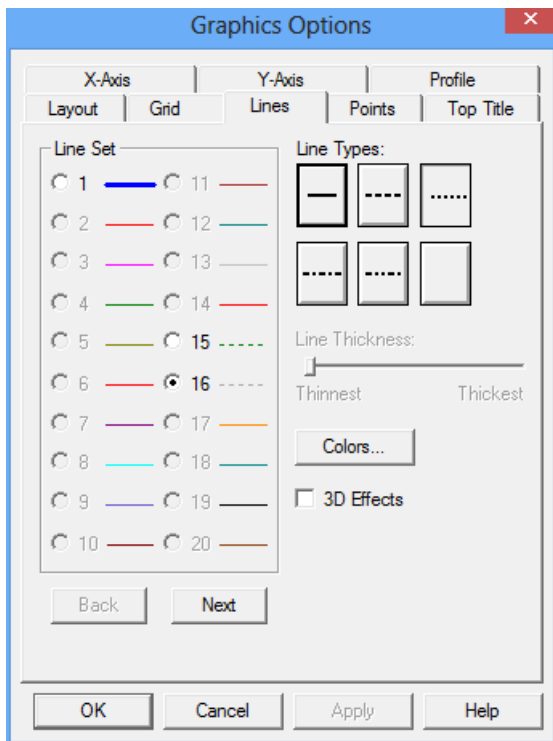 Graphics Options
X-Axis Y-Axis Profile
Layout Grid Lines Points Top Title
Line Set
1 11
2 12
3 13
4 14
5 15
6 16
7 17
8 18
9 19
10 20
Back Next
Line Types:
Line Thickness:
Thinnest Thickest
Colors...
3D Effects
OK Cancel Apply Help